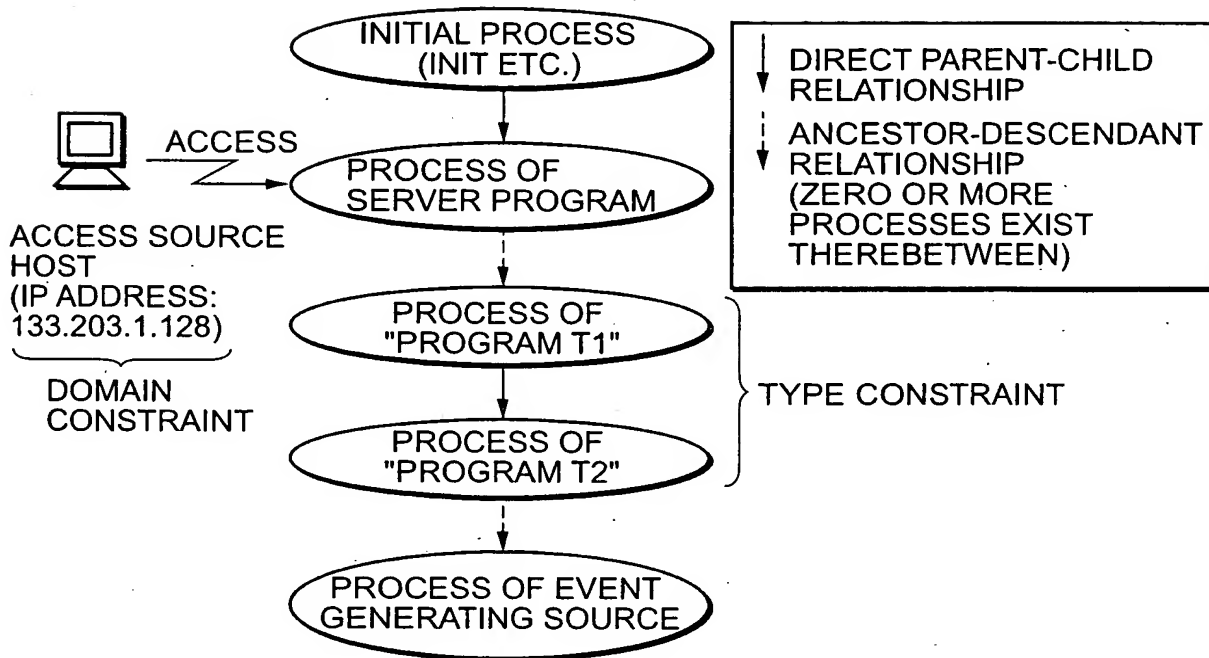 INITIAL PROCESS
(INIT ETC.)
DIRECT PARENT-CHILD
RELATIONSHIP
ANCESTOR-DESCENDANT
RELATIONSHIP
(ZERO OR MORE
PROCESSES EXIST
THEREBETWEEN)
ACCESS
PROCESS OF
SERVER PROGRAM
ACCESS SOURCE
HOST
(IP ADDRESS:
133.203.1.128)
DOMAIN
CONSTRAINT
PROCESS OF
"PROGRAM T1"
TYPE CONSTRAINT
PROCESS OF
"PROGRAM T2"
PROCESS OF EVENT
GENERATING SOURCE